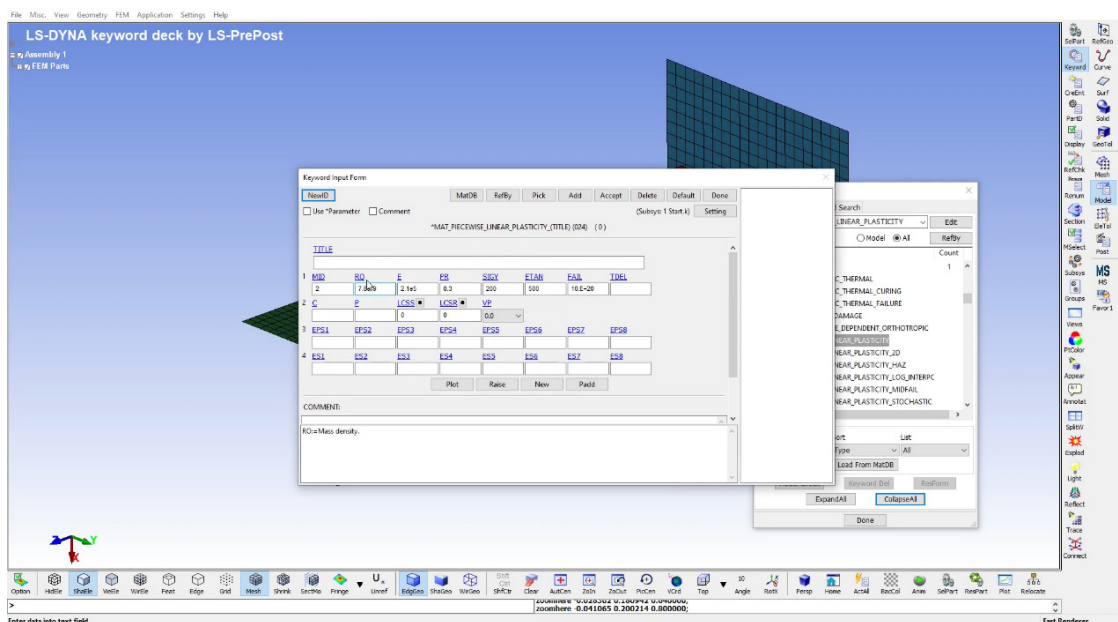 File Misc. View Geometry FEM Application Settings Help
LS-DYNA keyword deck by LS-PrePost
Assembly 1
FEM Parts
Keyword Input Form
NewID MatDB RefBy Pick Add Accept Delete Default Done
Use *Parameter Comment (Subsys: 1 Start.k) Setting
*MAT_PIECEWISE_LINEAR_PLASTICITY_(TITLE) (024) (0)
TITLE
1 MID RO E PR SIGY ETAN FAIL TDEL
2 2.1e5 0.3 200 500 10.E+20
2 C P LCSS LCSR VP
0 0 0.0
3 EPS1 EPS2 EPS3 EPS4 EPS5 EPS6 EPS7 EPS8
4 ES1 ES2 ES3 ES4 ES5 ES6 ES7 ES8
Plot Raise New Padd
COMMENT:
RO:=Mass density.
Search
LINEAR_PLASTICITY Edit
Model All RefBy
Count
1
C_THERMAL
C_THERMAL_CURING
C_THERMAL_FAILURE
DAMAGE
E_DEPENDENT_ORTHOTROPIC
NEAR_PLASTICITY
NEAR_PLASTICITY_2D
NEAR_PLASTICITY_HAZ
NEAR_PLASTICITY_LOG_INTERPC
NEAR_PLASTICITY_MIDFAIL
NEAR_PLASTICITY_STOCHASTIC
ort List
Type All
Load From MatDB
Keyword Del ResForm
ExpandAll CollapseAll
Done
SelPart RefGeo
Keywrd Curve
CreEnt Surf
PartD Solid
Display GeoTol
RefChk Mesh
Renum Model
Section EleTol
MSelect Post
Subsys MS
Groups Favor1
Views
PtColor
Appear
Annotat
SplitW
Explod
Light
Reflect
Trace
Connect
Y
X
Option HidEle ShaEle WeiEle WirEle Feat Edge Grid Mesh Shrink SectMo Fringe Unref EdgGeo ShaGeo WirGeo ShfCtr Clear AutCen ZoIn ZoOut PicCen VCrd Top Angle RotX Persp Home ActAll BacCol Anim SelPart ResPart Plot Relocate
Shft
Ctrl
10
>
zoomhere -0.041065 0.200214 0.800000;
Enter data into text field Fast Renderer